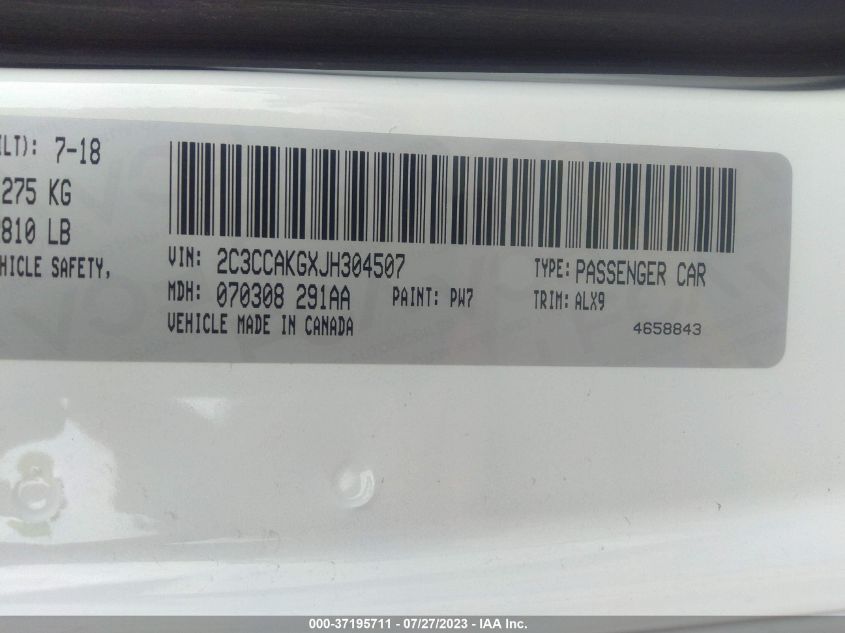 ILT): 7-18
275 KG
810 LB
HICLE SAFETY,
VIN: 2C3CCAKGXJH304507
TYPE: PASSENGER CAR
MDH: 070308 291AA
PAINT: PW7
TRIM: ALX9
VEHICLE MADE IN CANADA
4658843
000-37195711 - 07/27/2023 - IAA Inc.